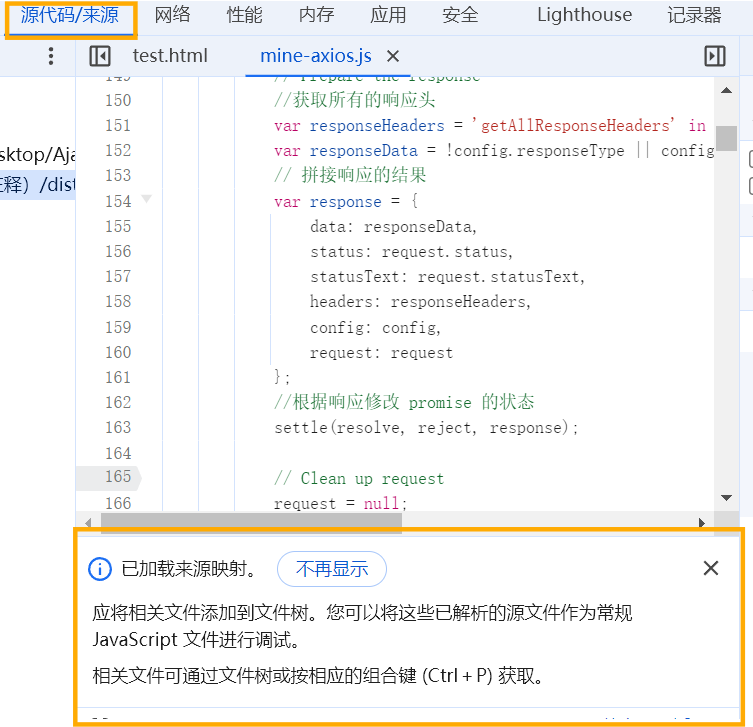 源代码/来源 网络 性能 内存 应用 安全 Lighthouse 记录器
test.html mine-axios.js
// Prepare the response
150 //获取所有的响应头
151 var responseHeaders = 'getAllResponseHeaders' in
152 var responseData = !config.responseType || config
153 // 拼接响应的结果
154 var response = {
155 data: responseData,
156 status: request.status,
157 statusText: request.statusText,
158 headers: responseHeaders,
159 config: config,
160 request: request
161 };
162 //根据响应修改 promise 的状态
163 settle(resolve, reject, response);
164
165 // Clean up request
166 request = null;
sktop/Aja
释）/dist
已加载来源映射。 不再显示
应将相关文件添加到文件树。您可以将这些已解析的源文件作为常规
JavaScript 文件进行调试。
相关文件可通过文件树或按相应的组合键 (Ctrl + P) 获取。